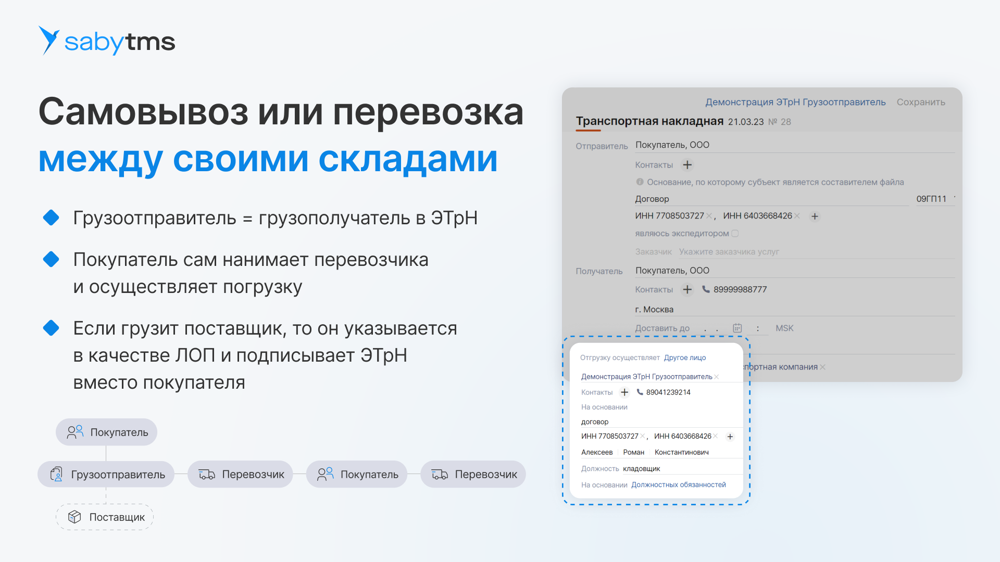 sabytms
Самовывоз или перевозка
между своими складами
Грузоотправитель = грузополучатель в ЭТрН
Покупатель сам нанимает перевозчика
и осуществляет погрузку
Если грузит поставщик, то он указывается
в качестве ЛОП и подписывает ЭТрН
вместо покупателя
Покупатель
Грузоотправитель
Перевозчик
Покупатель
Перевозчик
Поставщик
Демонстрация ЭТрН Грузоотправитель Сохранить
Транспортная накладная 21.03.23 № 28
Отправитель Покупатель, ООО
Контакты +
Основание, по которому субъект является составителем файла
Договор 09ГП11
ИНН 7708503727 ×, ИНН 6403668426 × +
являюсь экспедитором
Заказчик Укажите заказчика услуг
Получатель Покупатель, ООО
Контакты + 89999988777
г. Москва
Доставить до . . : MSK
спортная компания ×
Отгрузку осуществляет Другое лицо
Демонстрация ЭТрН Грузоотправитель ×
Контакты + 89041239214
На основании
договор
ИНН 7708503727 ×, ИНН 6403668426 × +
Алексеев Роман Константинович
Должность кладовщик
На основании Должностных обязанностей